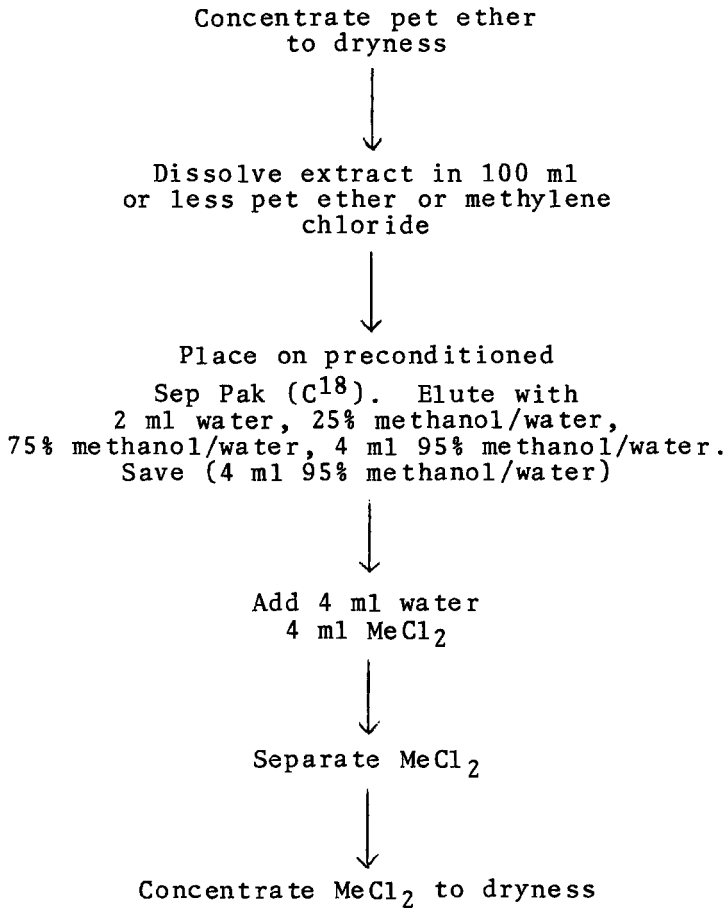 Concentrate pet ether
to dryness
Dissolve extract in 100 ml
or less pet ether or methylene
chloride
Place on preconditioned
Sep Pak (C18). Elute with
2 ml water, 25% methanol/water,
75% methanol/water, 4 ml 95% methanol/water.
Save (4 ml 95% methanol/water)
Add 4 ml water
4 ml MeCl2
Separate MeCl2
Concentrate MeCl2 to dryness